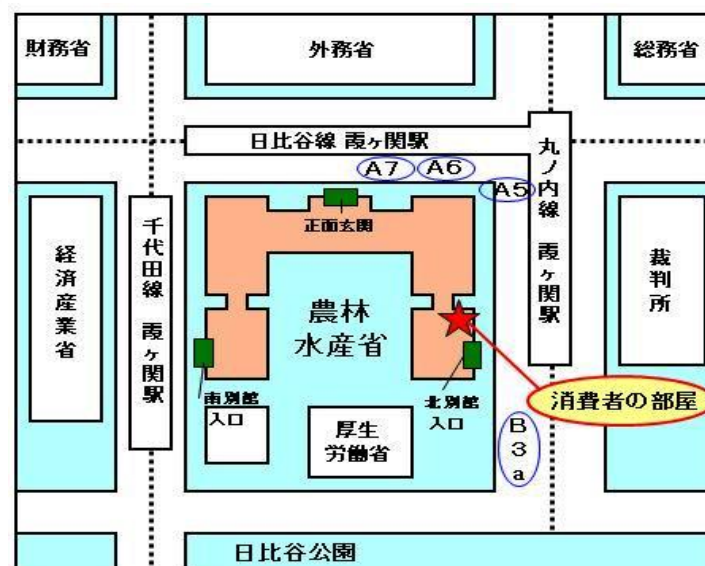 財務省
外務省
総務省
日比谷線 霞ヶ関駅
A7
A6
A5
丸ノ内線 霞ヶ関駅
正面玄関
千代田線 霞ヶ関駅
経済産業省
裁判所
農林
水産省
南別館
入口
北別館
入口
消費者の部屋
厚生
労働省
B3a
日比谷公園